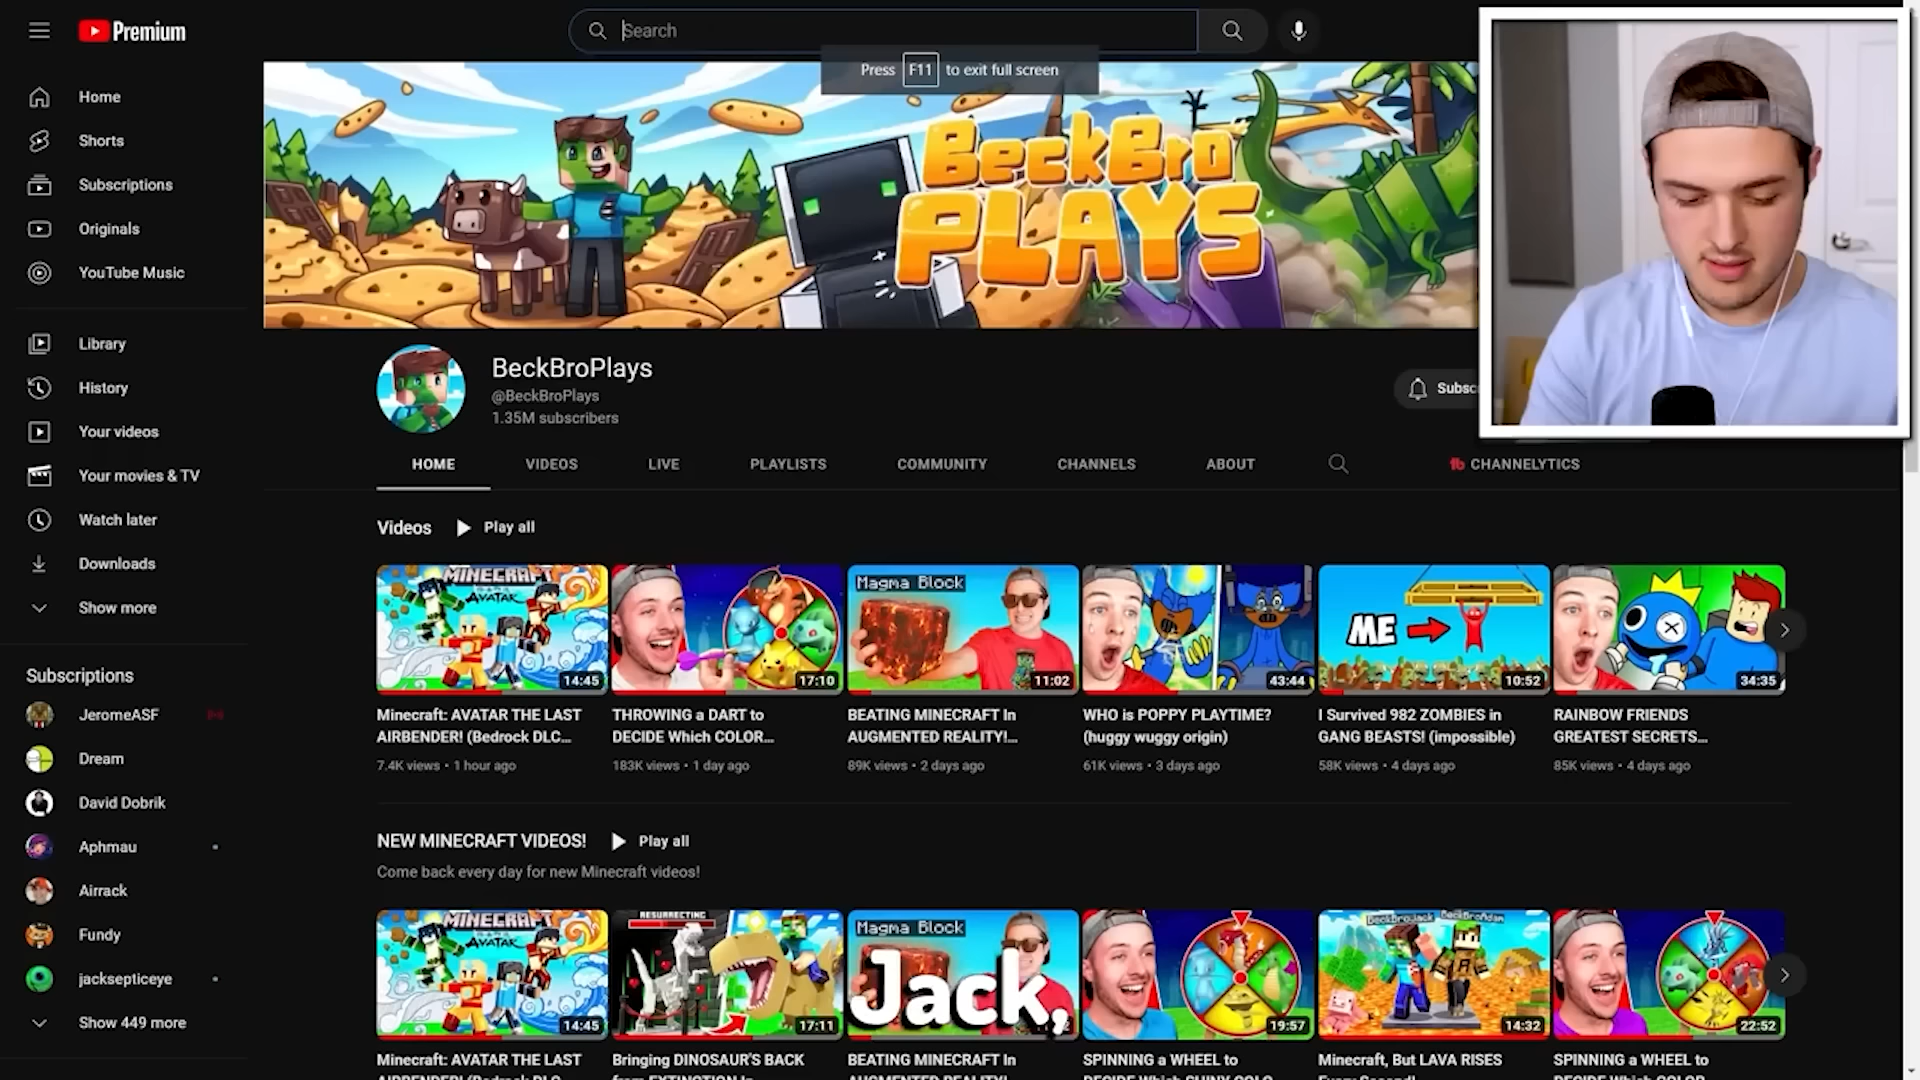 Premium
Search
Press F11 to exit full screen
Home
Shorts
Subscriptions
Originals
YouTube Music
Library
History
Your videos
Your movies & TV
Watch later
Downloads
Show more
Subscriptions
JeromeASF
Dream
David Dobrik
Aphmau
Airrack
Fundy
jacksepticeye
Show 449 more
BeckBro
PLAYS
BeckBroPlays
@BeckBroPlays
1.35M subscribers
Subsc
HOME
VIDEOS
LIVE
PLAYLISTS
COMMUNITY
CHANNELS
ABOUT
CHANNELYTICS
Videos
Play all
MINECRAFT
AVATAR
14:45
17:10
Magma Block
11:02
43:44
ME
10:52
34:35
Minecraft: AVATAR THE LAST
AIRBENDER! (Bedrock DLC...
7.4K views • 1 hour ago
THROWING a DART to
DECIDE Which COLOR...
183K views • 1 day ago
BEATING MINECRAFT In
AUGMENTED REALITY!...
89K views • 2 days ago
WHO is POPPY PLAYTIME?
(huggy wuggy origin)
61K views • 3 days ago
I Survived 982 ZOMBIES in
GANG BEASTS! (impossible)
58K views • 4 days ago
RAINBOW FRIENDS
GREATEST SECRETS...
85K views • 4 days ago
NEW MINECRAFT VIDEOS!
Play all
Come back every day for new Minecraft videos!
MINECRAFT
AVATAR
14:45
RESURRECTING
17:11
Magma Block
Jack,
19:57
BeckBroJack
BeckBroAdam
14:32
22:52
Minecraft: AVATAR THE LAST
Bringing DINOSAUR'S BACK
BEATING MINECRAFT In
SPINNING a WHEEL to
Minecraft, But LAVA RISES
SPINNING a WHEEL to